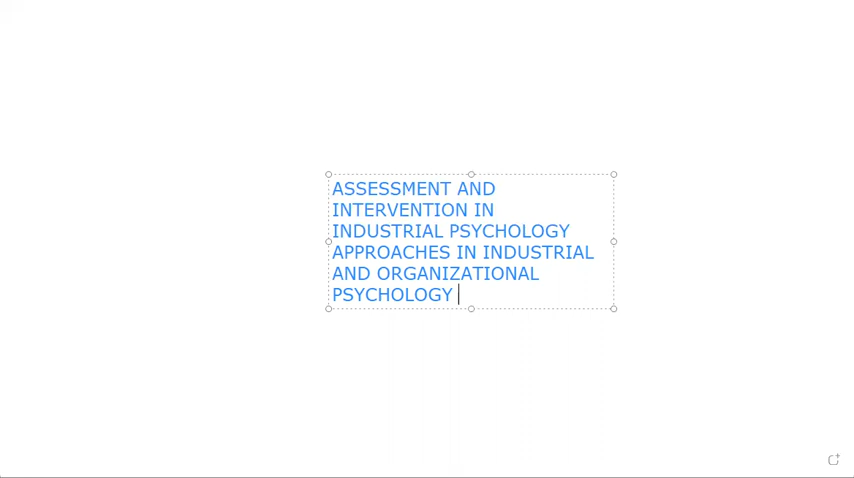 ASSESSMENT AND
INTERVENTION IN
INDUSTRIAL PSYCHOLOGY
APPROACHES IN INDUSTRIAL
AND ORGANIZATIONAL
PSYCHOLOGY